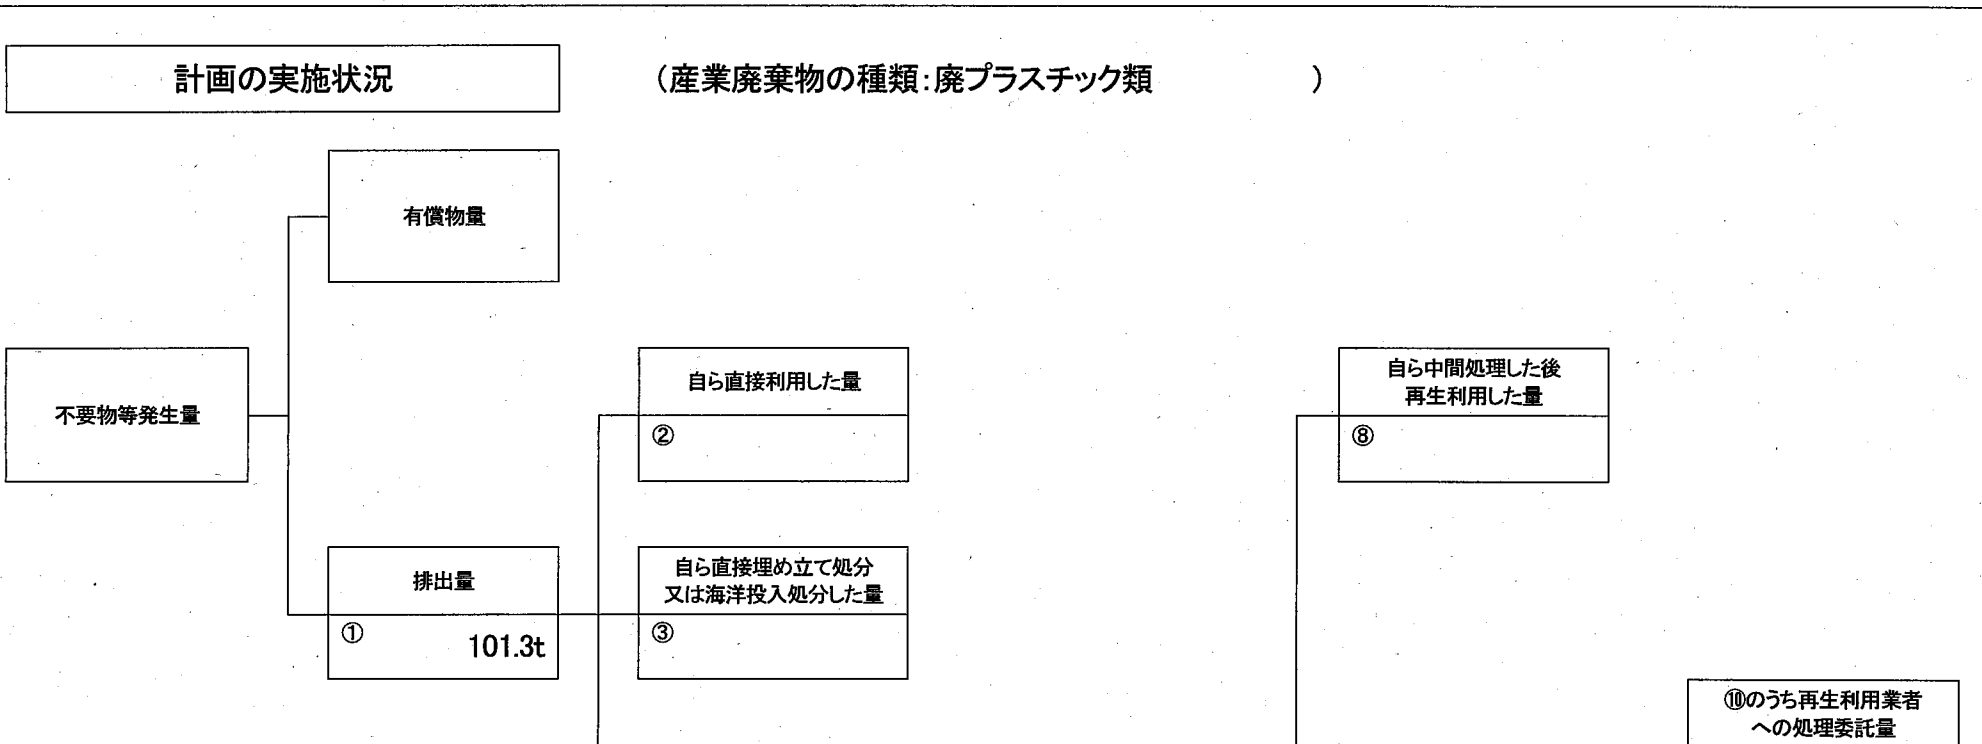 計画の実施状況
（産業廃棄物の種類：廃プラスチック類　）
有償物量
不要物等発生量
自ら直接利用した量
②
自ら中間処理した後
再生利用した量
⑧
排出量
①
101.3t
自ら直接埋め立て処分
又は海洋投入処分した量
③
⑩のうち再生利用業者
への処理委託量